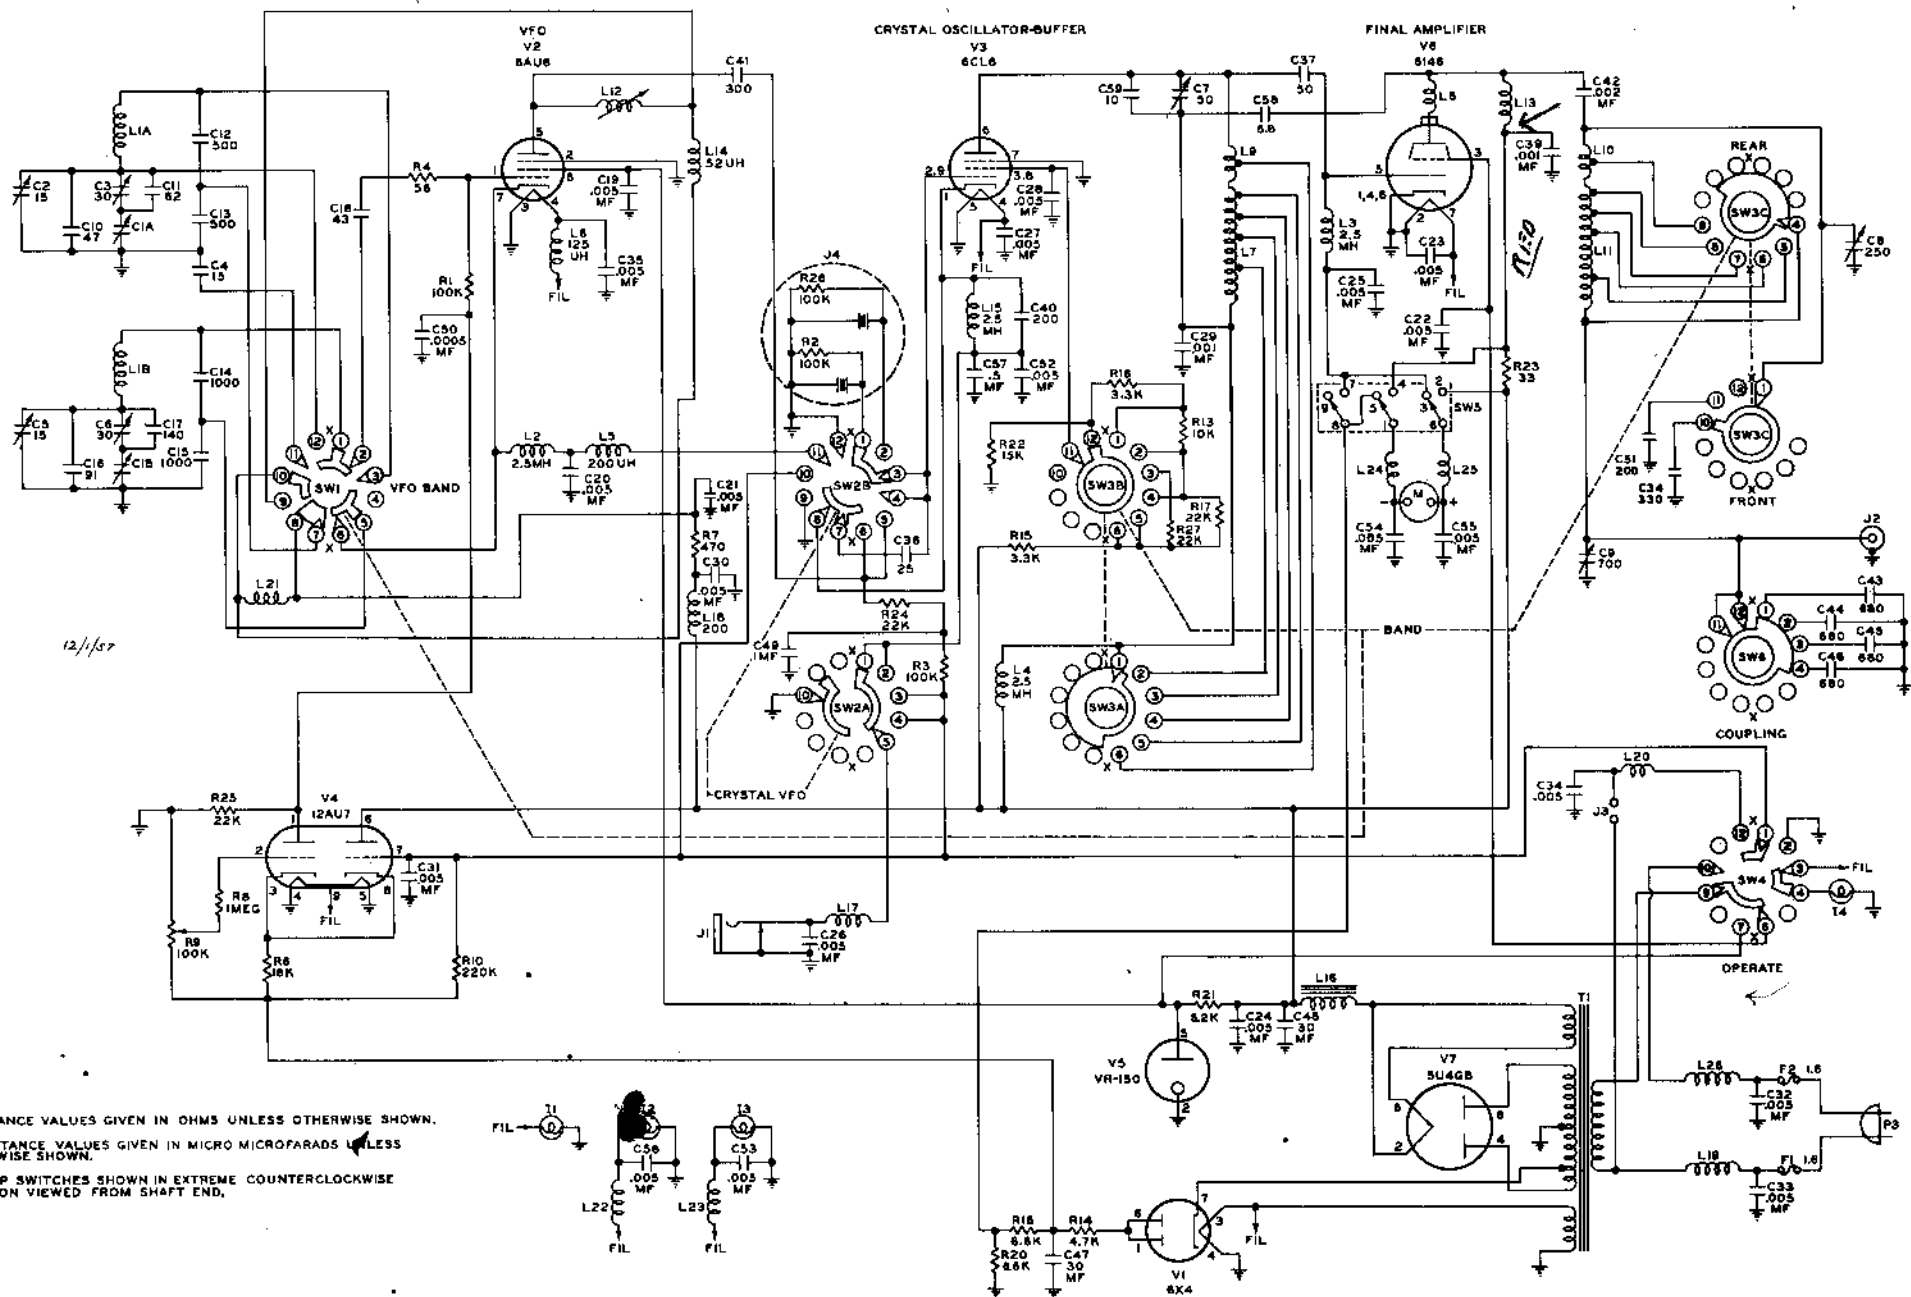 VFO
V2
6AU6
CRYSTAL OSCILLATOR-BUFFER
V3
6CL6
FINAL AMPLIFIER
V6
6146
L1A
C12
500
C2
15
C3
30
C11
62
C10
47
C1A
C13
500
C4
15
R4
56
C18
43
R1
100K
C50
.0005
MF
L12
C41
300
L14
52UH
C19
.005
MF
L6
125
UH
C35
.005
MF
FIL
J4
R26
100K
R2
100K
C28
.005
MF
C27
.005
MF
FIL
L15
2.5
MH
C40
200
C57
.5
MF
C52
.005
MF
C59
10
C7
50
C37
50
C58
6.8
L9
L7
C29
.001
MF
L3
2.5
MH
C25
.005
MF
L8
C23
.005
MF
FIL
C22
.005
MF
L13
C39
.001
MF
R23
33
C42
.002
MF
L10
L11
REAR
SW3C
C8
250
SW3C
FRONT
C51
200
C34
330
L1B
C14
1000
C5
15
C6
30
C17
140
C16
91
C1B
C15
1000
SW1
VFO BAND
L21
L2
2.5MH
L5
200UH
C20
.005
MF
C21
.005
MF
R7
470
C30
.005
MF
L18
200
SW2B
C36
25
R24
22K
C49
.1MF
R3
100K
SW2A
CRYSTAL VFO
R22
15K
R16
3.3K
R13
10K
SW3B
R17
22K
R27
22K
R15
3.3K
L4
2.5
MH
SW3A
BAND
SW5
L24
L25
M
C54
.005
MF
C55
.005
MF
J2
C9
700
C43
680
C44
680
C45
680
C46
680
SW6
COUPLING
12/1/57
R25
22K
V4
12AU7
R8
1MEG
R9
100K
R6
18K
R10
220K
C31
.005
MF
FIL
J1
L17
C26
.005
MF
C34
.005
L20
J3
SW4
FIL
I4
OPERATE
R21
8.2K
C24
.005
MF
C48
30
MF
L16
T1
V5
VR-150
V7
5U4GB
L26
F2 1.6
C32
.005
MF
P3
L19
F1 1.6
C33
.005
MF
ANCE VALUES GIVEN IN OHMS UNLESS OTHERWISE SHOWN.
TANCE VALUES GIVEN IN MICRO MICROFARADS UNLESS
WISE SHOWN.
P SWITCHES SHOWN IN EXTREME COUNTERCLOCKWISE
ON VIEWED FROM SHAFT END.
FIL
I1
I2
C56
.005
MF
L22
FIL
I3
C53
.005
MF
L23
FIL
R18
6.8K
R14
4.7K
R20
6.8K
C47
30
MF
V1
6X4
FIL